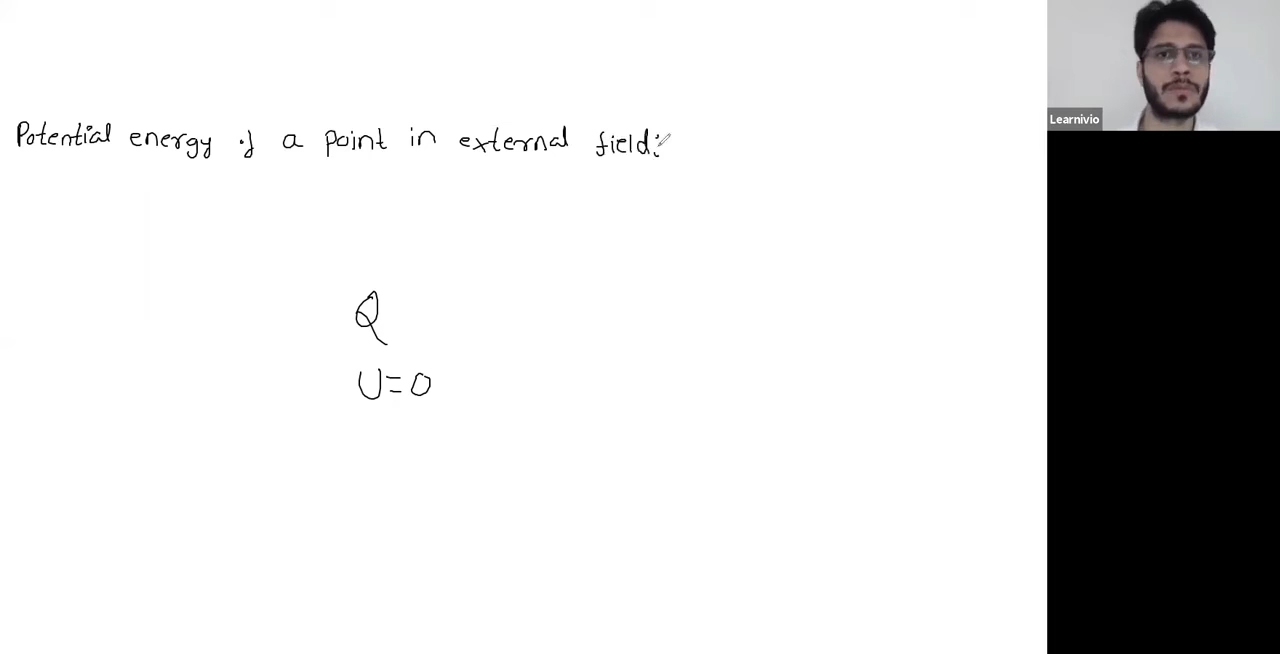 Potential energy of a point in external field:
Q
U=0
Learnivio